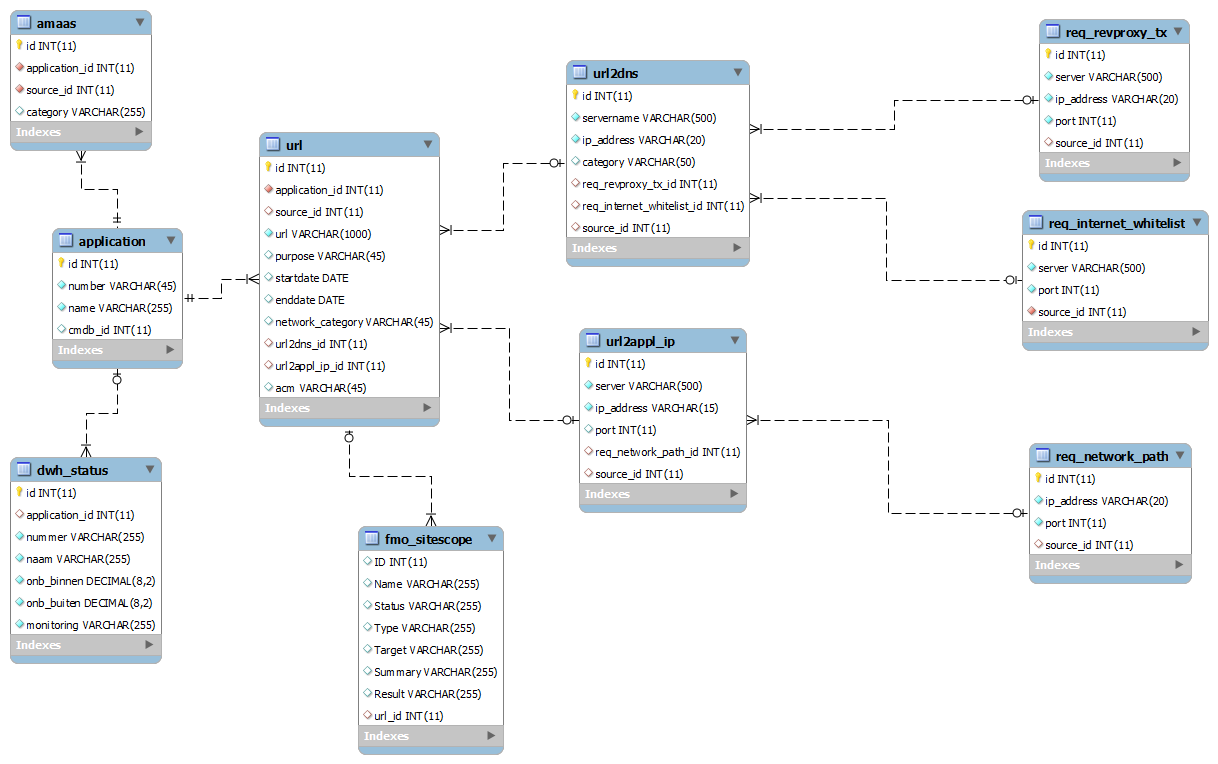 amaas
id INT(11)
application_id INT(11)
source_id INT(11)
category VARCHAR(255)
Indexes
application
id INT(11)
number VARCHAR(45)
name VARCHAR(255)
cmdb_id INT(11)
Indexes
dwh_status
id INT(11)
application_id INT(11)
nummer VARCHAR(255)
naam VARCHAR(255)
onb_binnen DECIMAL(8,2)
onb_buiten DECIMAL(8,2)
monitoring VARCHAR(255)
Indexes
url
id INT(11)
application_id INT(11)
source_id INT(11)
url VARCHAR(1000)
purpose VARCHAR(45)
startdate DATE
enddate DATE
network_category VARCHAR(45)
url2dns_id INT(11)
url2appl_ip_id INT(11)
acm VARCHAR(45)
Indexes
fmo_sitescope
ID INT(11)
Name VARCHAR(255)
Status VARCHAR(255)
Type VARCHAR(255)
Target VARCHAR(255)
Summary VARCHAR(255)
Result VARCHAR(255)
url_id INT(11)
Indexes
url2dns
id INT(11)
servername VARCHAR(500)
ip_address VARCHAR(20)
category VARCHAR(50)
req_revproxy_tx_id INT(11)
req_internet_whitelist_id INT(11)
source_id INT(11)
Indexes
url2appl_ip
id INT(11)
server VARCHAR(500)
ip_address VARCHAR(15)
port INT(11)
req_network_path_id INT(11)
source_id INT(11)
Indexes
req_revproxy_tx
id INT(11)
server VARCHAR(500)
ip_address VARCHAR(20)
port INT(11)
source_id INT(11)
Indexes
req_internet_whitelist
id INT(11)
server VARCHAR(500)
port INT(11)
source_id INT(11)
Indexes
req_network_path
id INT(11)
ip_address VARCHAR(20)
port INT(11)
source_id INT(11)
Indexes